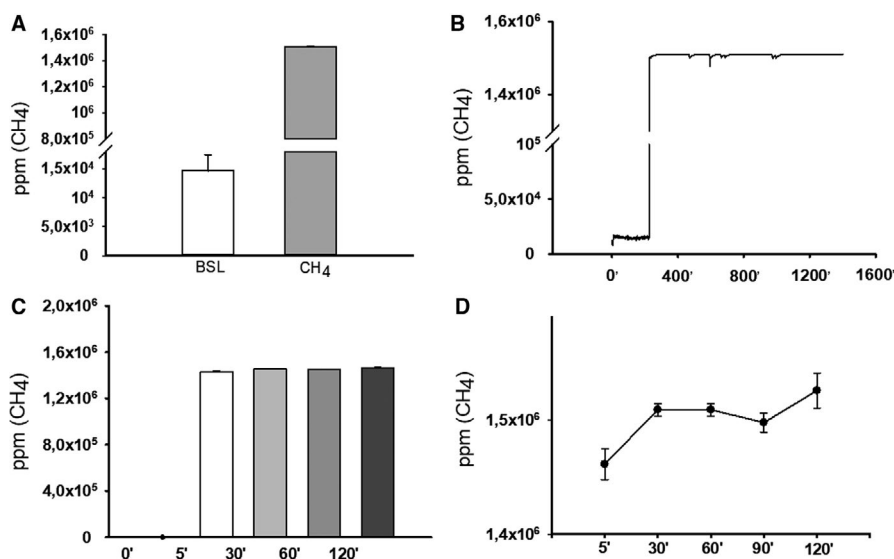 A
ppm (CH4)
1,6x10⁶
1,4x10⁶
1,2x10⁶
10⁶
8,0x10⁵
1,5x10⁴
10⁴
5,0x10³
0
BSL
CH₄
B
ppm (CH4)
1,4x10⁶
10⁵
5,0x10⁴
0
0'
400'
800'
1200'
1600'
C
ppm (CH4)
2,0x10⁶
1,6x10⁶
1,2x10⁶
8,0x10⁵
4,0x10⁵
0
0'
5'
30'
60'
120'
D
ppm (CH4)
1,5x10⁶
1,4x10⁶
5'
30'
60'
90'
120'